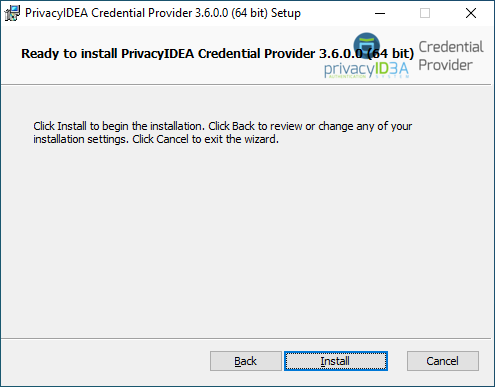 PrivacyIDEA Credential Provider 3.6.0.0 (64 bit) Setup
Ready to install PrivacyIDEA Credential Provider 3.6.0.0 (64 bit)
privacyID3A
AUTHENTICATION SYSTEM
Credential
Provider
Click Install to begin the installation. Click Back to review or change any of your
installation settings. Click Cancel to exit the wizard.
Back
Install
Cancel